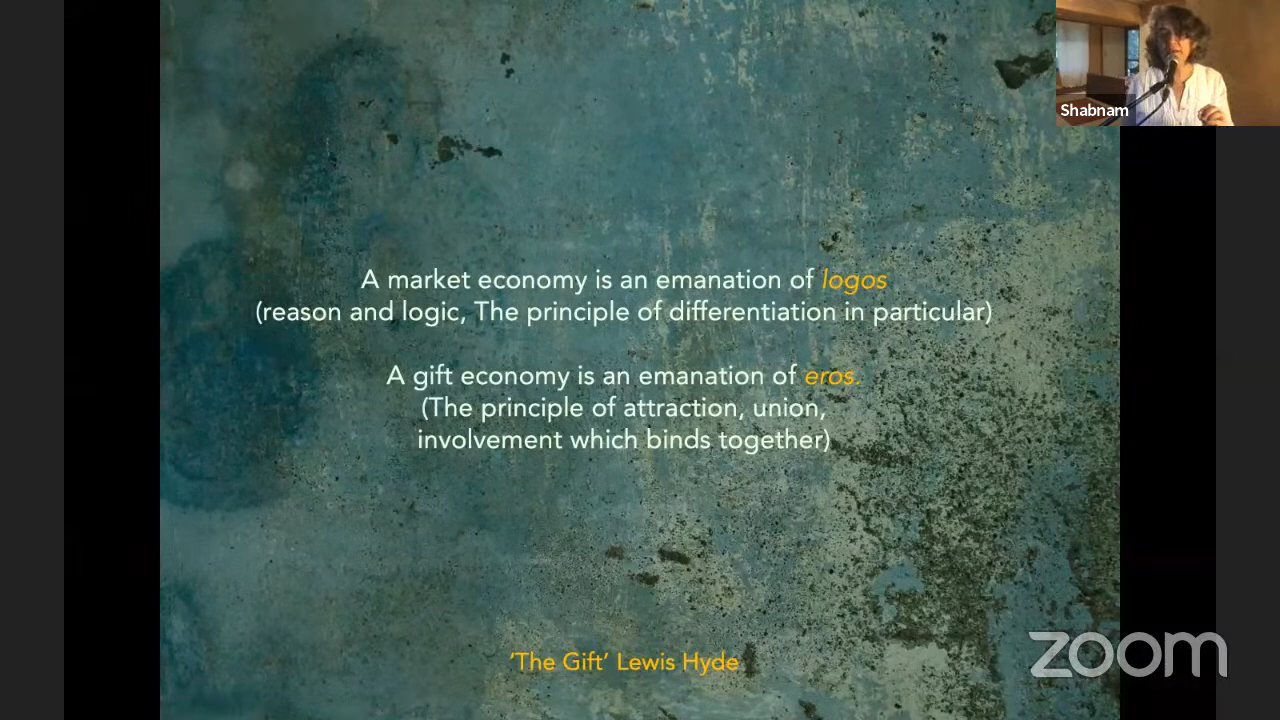 Shabnam
A market economy is an emanation of logos
(reason and logic, The principle of differentiation in particular)
A gift economy is an emanation of eros.
(The principle of attraction, union,
involvement which binds together)
'The Gift' Lewis Hyde
zoom